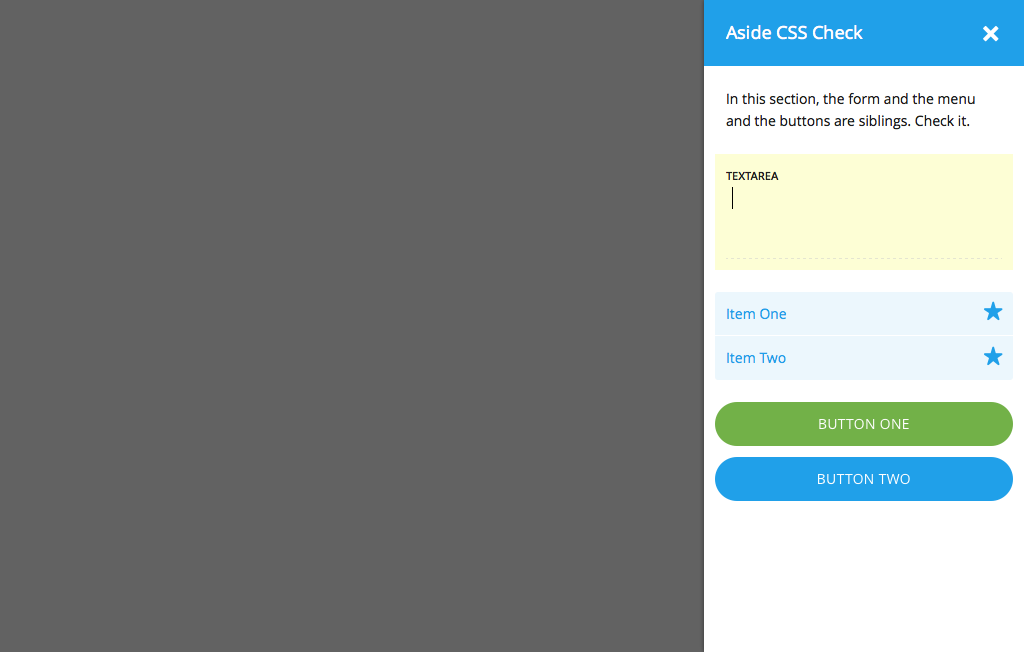 Aside CSS Check
In this section, the form and the menu
and the buttons are siblings. Check it.
TEXTAREA
Item One
Item Two
BUTTON ONE
BUTTON TWO